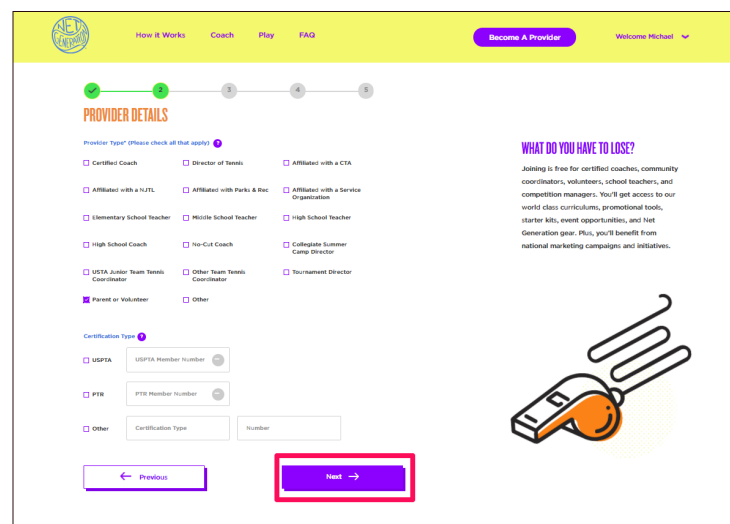 NET
GENERATION
How it Works
Coach
Play
FAQ
Become A Provider
Welcome Michael
2
3
4
5
PROVIDER DETAILS
Provider Type* (Please check all that apply) ?
Certified Coach
Director of Tennis
Affiliated with a CTA
Affiliated with a NJTL
Affiliated with Parks & Rec
Affiliated with a Service
Organization
Elementary School Teacher
Middle School Teacher
High School Teacher
High School Coach
No-Cut Coach
Collegiate Summer
Camp Director
USTA Junior Team Tennis
Coordinator
Other Team Tennis
Coordinator
Tournament Director
Parent or Volunteer
Other
Certification Type ?
USPTA
USPTA Member Number
PTR
PTR Member Number
Other
Certification Type
Number
← Previous
Next →
WHAT DO YOU HAVE TO LOSE?
Joining is free for certified coaches, community
coordinators, volunteers, school teachers, and
competition managers. You'll get access to our
world class curriculums, promotional tools,
starter kits, event opportunities, and Net
Generation gear. Plus, you'll benefit from
national marketing campaigns and initiatives.